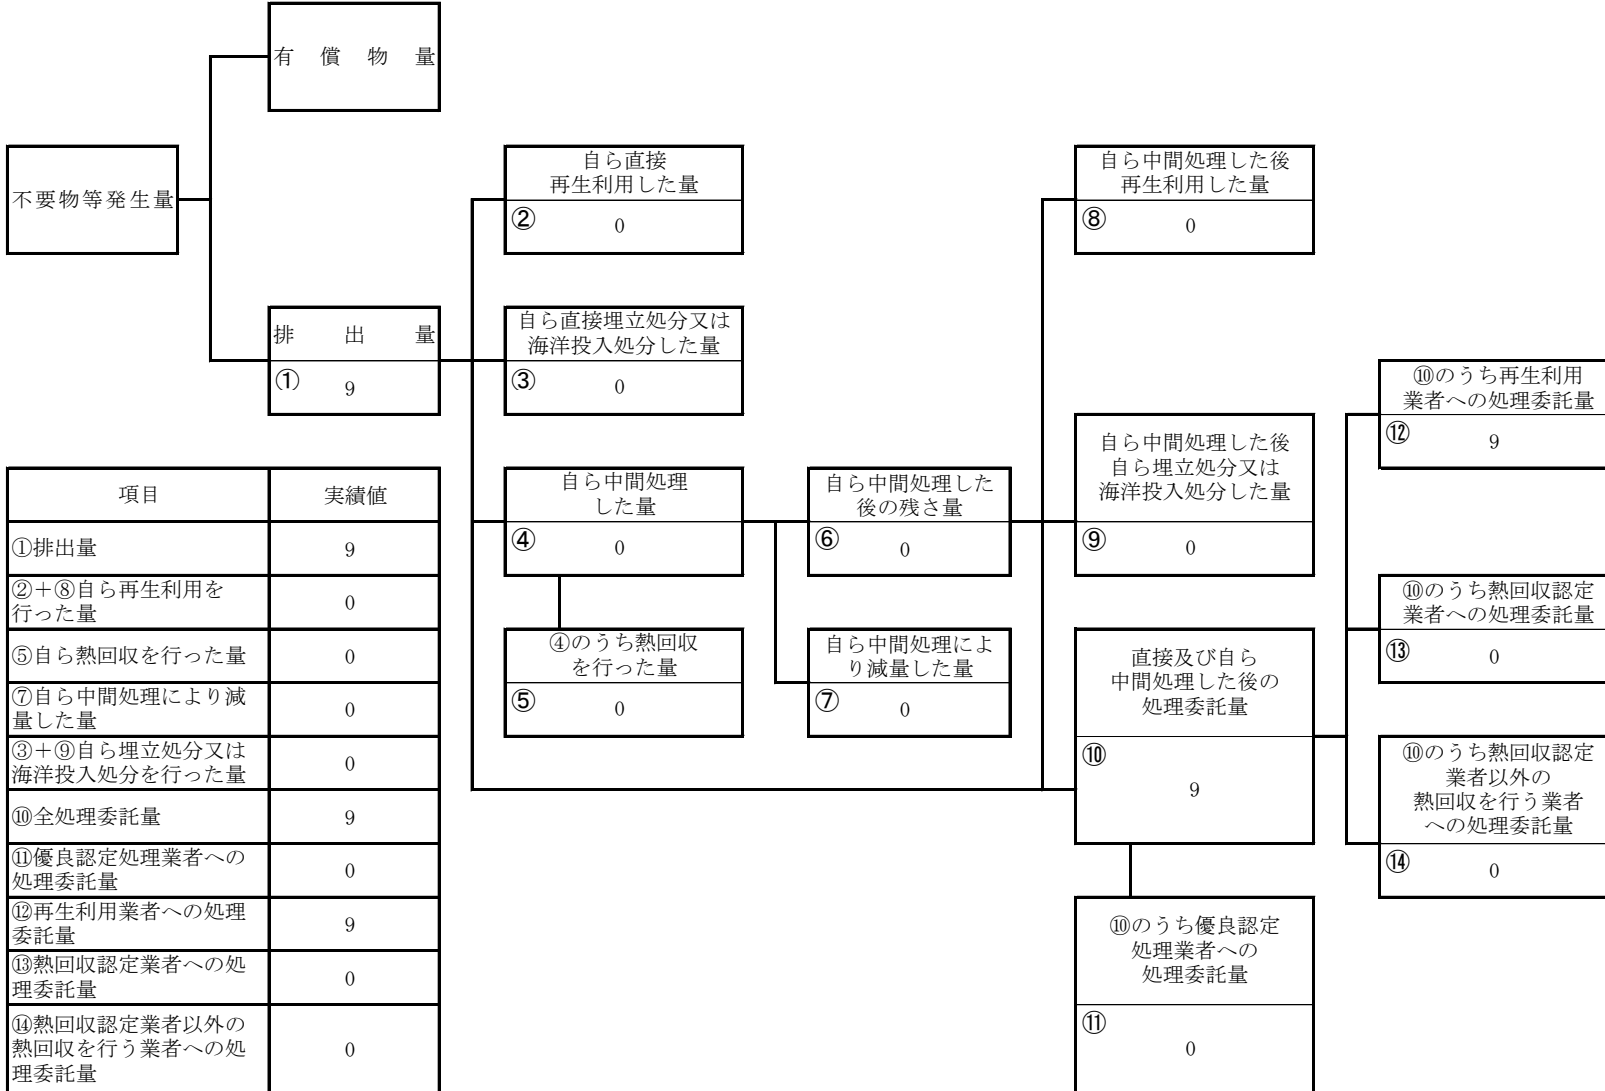 有償物量
不要物等発生量
排出量
① 9
自ら直接
再生利用した量
② 0
自ら直接埋立処分又は
海洋投入処分した量
③ 0
自ら中間処理
した量
④ 0
④のうち熱回収
を行った量
⑤ 0
自ら中間処理した
後の残さ量
⑥ 0
自ら中間処理によ
り減量した量
⑦ 0
自ら中間処理した後
再生利用した量
⑧ 0
自ら中間処理した後
自ら埋立処分又は
海洋投入処分した量
⑨ 0
直接及び自ら
中間処理した後の
処理委託量
⑩
9
⑩のうち優良認定
処理業者への
処理委託量
⑪
0
⑩のうち再生利用
業者への処理委託量
⑫ 9
⑩のうち熱回収認定
業者への処理委託量
⑬ 0
⑩のうち熱回収認定
業者以外の
熱回収を行う業者
への処理委託量
⑭ 0
項目 実績値
①排出量 9
②＋⑧自ら再生利用を
行った量 0
⑤自ら熱回収を行った量 0
⑦自ら中間処理により減
量した量 0
③＋⑨自ら埋立処分又は
海洋投入処分を行った量 0
⑩全処理委託量 9
⑪優良認定処理業者への
処理委託量 0
⑫再生利用業者への処理
委託量 9
⑬熱回収認定業者への処
理委託量 0
⑭熱回収認定業者以外の
熱回収を行う業者への処
理委託量 0